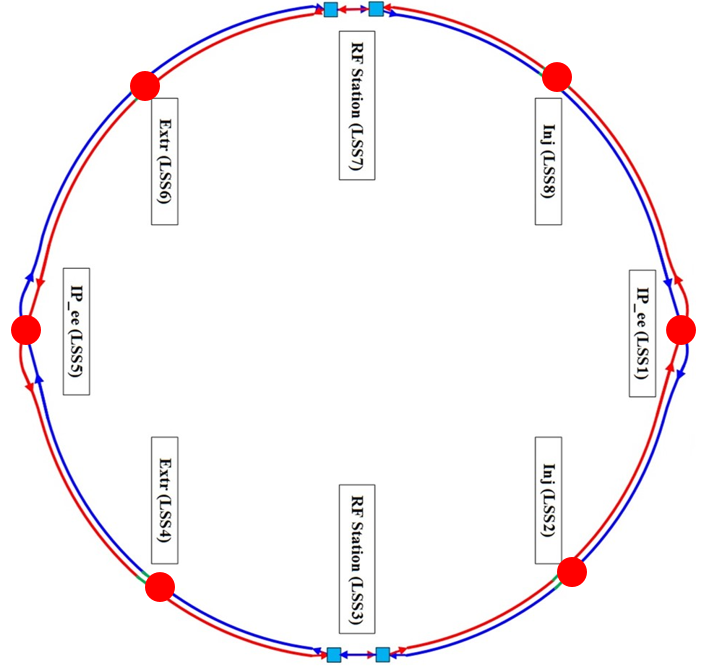 RF Station (LSS7)
Extr (LSS6)
Inj (LSS8)
IP_ee (LSS5)
IP_ee (LSS1)
Extr (LSS4)
Inj (LSS2)
RF Station (LSS3)